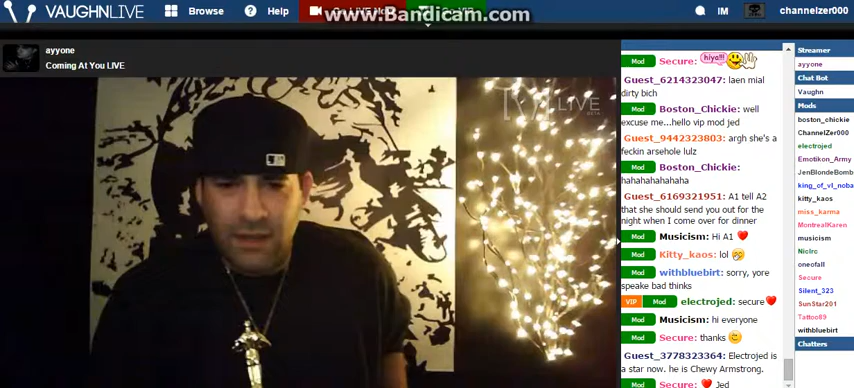 www.Bandicam.com
VAUGHNLIVE
Browse
Help
IM
channelzer000
ayyone
Coming At You LIVE
LIVE
Mod Secure: hiya!!!
Guest_6214323047: laen mial
dirty bich
Mod Boston_Chickie: well
excuse me...hello vip mod jed
Guest_9442323803: argh she's a
feckin arsehole lulz
Mod Boston_Chickie:
hahahahahahaha
Guest_6169321951: A1 tell A2
that she should send you out for the
night when I come over for dinner
Mod Musicism: Hi A1
Mod Kitty_kaos: lol
Mod withbluebirt: sorry, yore
speake bad thinks
VIP Mod electrojed: secure
Mod Musicism: hi everyone
Mod Secure: thanks
Guest_3778323364: Electrojed is
a star now. he is Chewy Armstrong.
Mod Secure: Jed
Streamer
ayyone
Chat Bot
Vaughn
Mods
boston_chickie
ChannelZer000
electrojed
Emotikon_Army
JenBlondeBomb
king_of_vl_noba
kitty_kaos
miss_karma
MontrealKaren
musicism
Niclrc
oneofall
Secure
Silent_323
SunStar201
Tattoo89
withbluebirt
Chatters